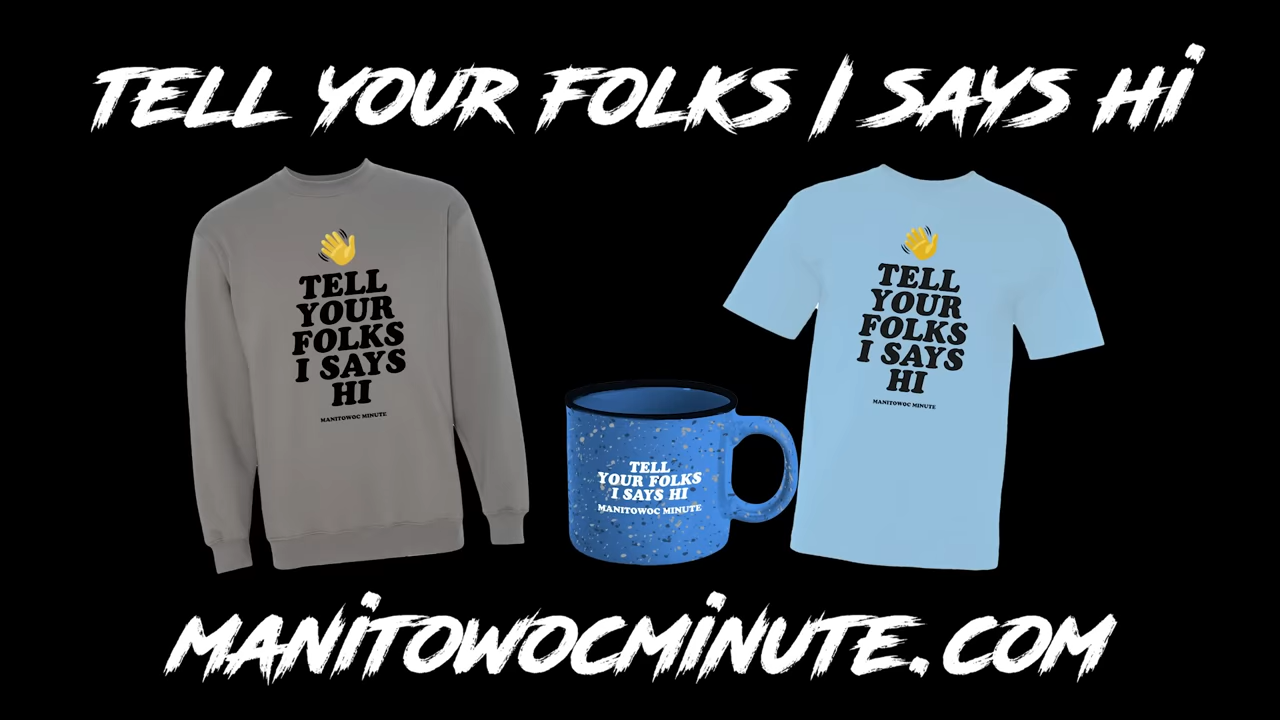 TELL YOUR FOLKS I SAYS Hi
TELL
YOUR
FOLKS
I SAYS
HI
MANITOWOC MINUTE
TELL
YOUR FOLKS
I SAYS HI
MANITOWOC MINUTE
TELL
YOUR
FOLKS
I SAYS
HI
MANITOWOC MINUTE
MANiTOWOCMiNUTE.COM